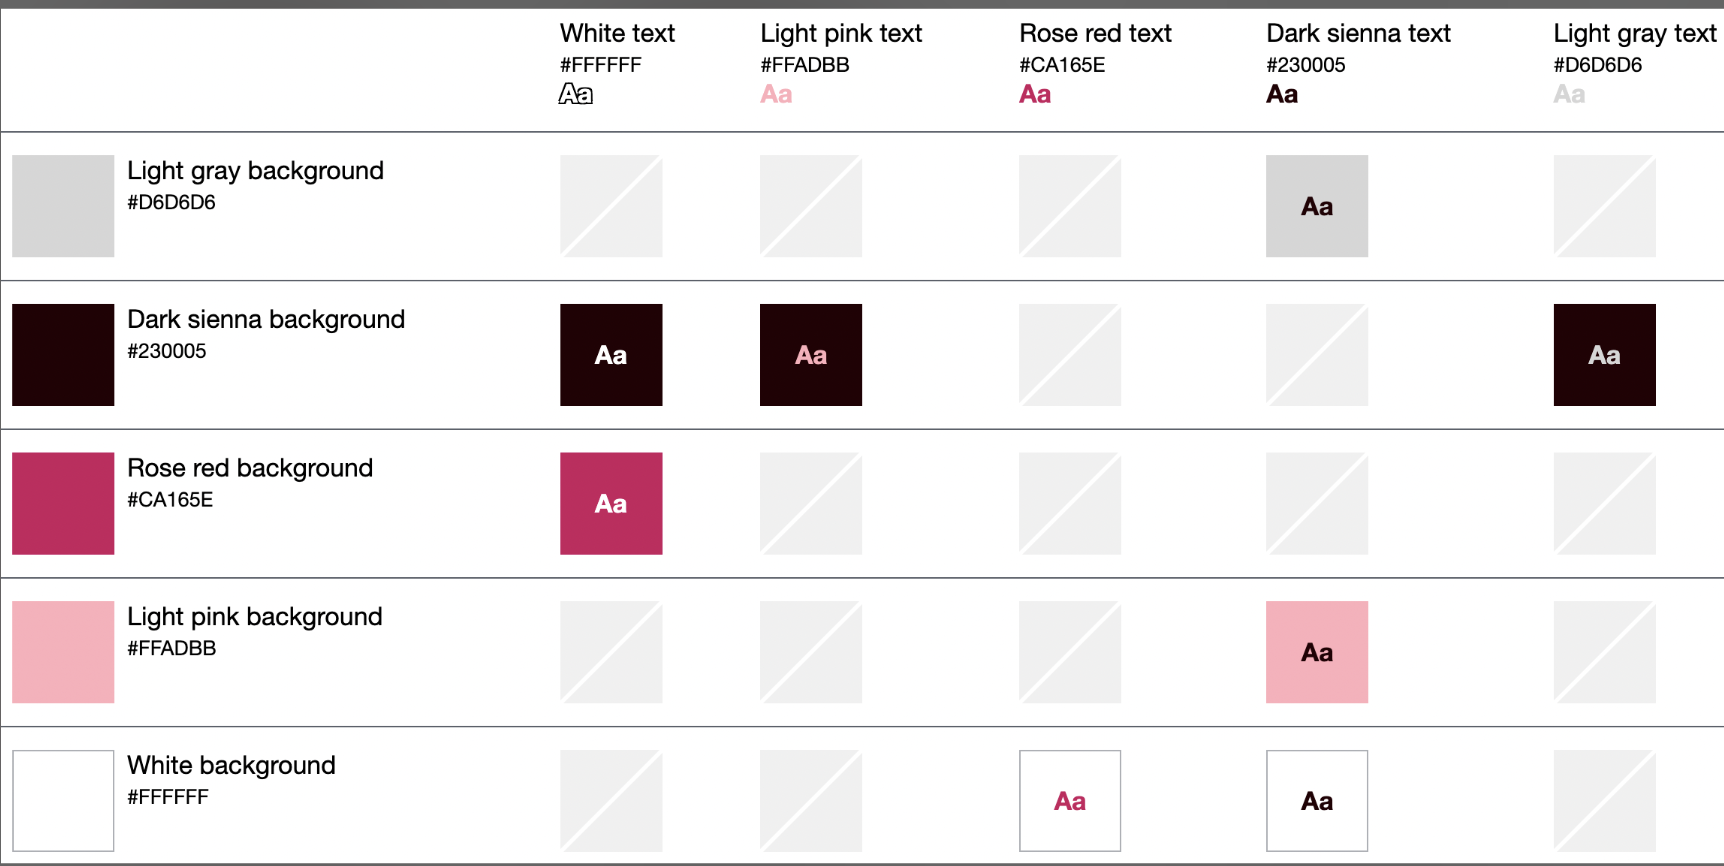 White text
#FFFFFF
Aa
Light pink text
#FFADBB
Aa
Rose red text
#CA165E
Aa
Dark sienna text
#230005
Aa
Light gray text
#D6D6D6
Aa
Light gray background
#D6D6D6
Aa
Dark sienna background
#230005
Aa
Aa
Aa
Rose red background
#CA165E
Aa
Light pink background
#FFADBB
Aa
White background
#FFFFFF
Aa
Aa